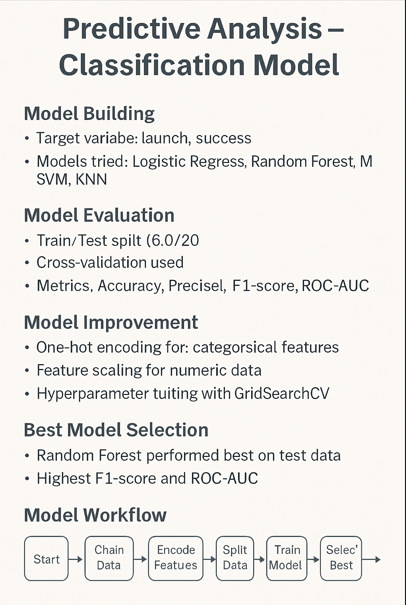 Predictive Analysis –
Classification Model
Model Building
• Target variabe: launch, success
• Models tried: Logistic Regress, Random Forest, M
SVM, KNN
Model Evaluation
• Train/Test spilt (6.0/20
• Cross-validation used
• Metrics, Accuracy, Precisel, F1-score, ROC-AUC
Model Improvement
• One-hot encoding for: categorsical features
• Feature scaling for numeric data
• Hyperparameter tuiting with GridSearchCV
Best Model Selection
• Random Forest performed best on test data
• Highest F1-score and ROC-AUC
Model Workflow
Start
Chain
Data
Encode
Featues
Split
Data
Train
Model
Selec'
Best